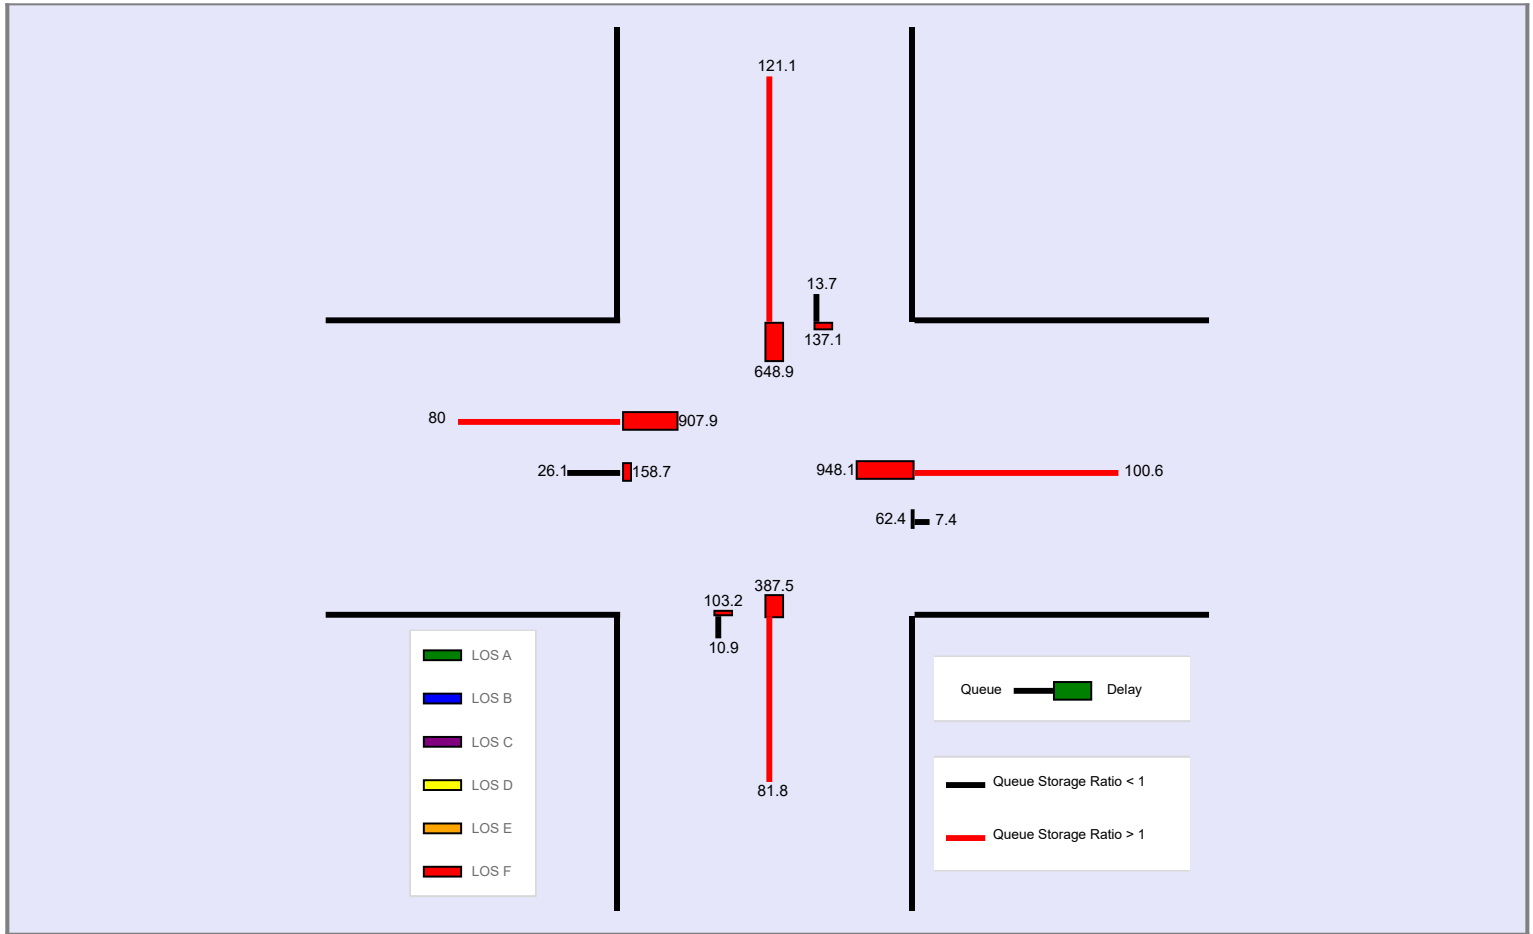 121.1
13.7
137.1
648.9
80
907.9
26.1
158.7
948.1
100.6
62.4
7.4
387.5
103.2
10.9
81.8
LOS A
LOS B
LOS C
LOS D
LOS E
LOS F
Queue Delay
Queue Storage Ratio < 1
Queue Storage Ratio > 1